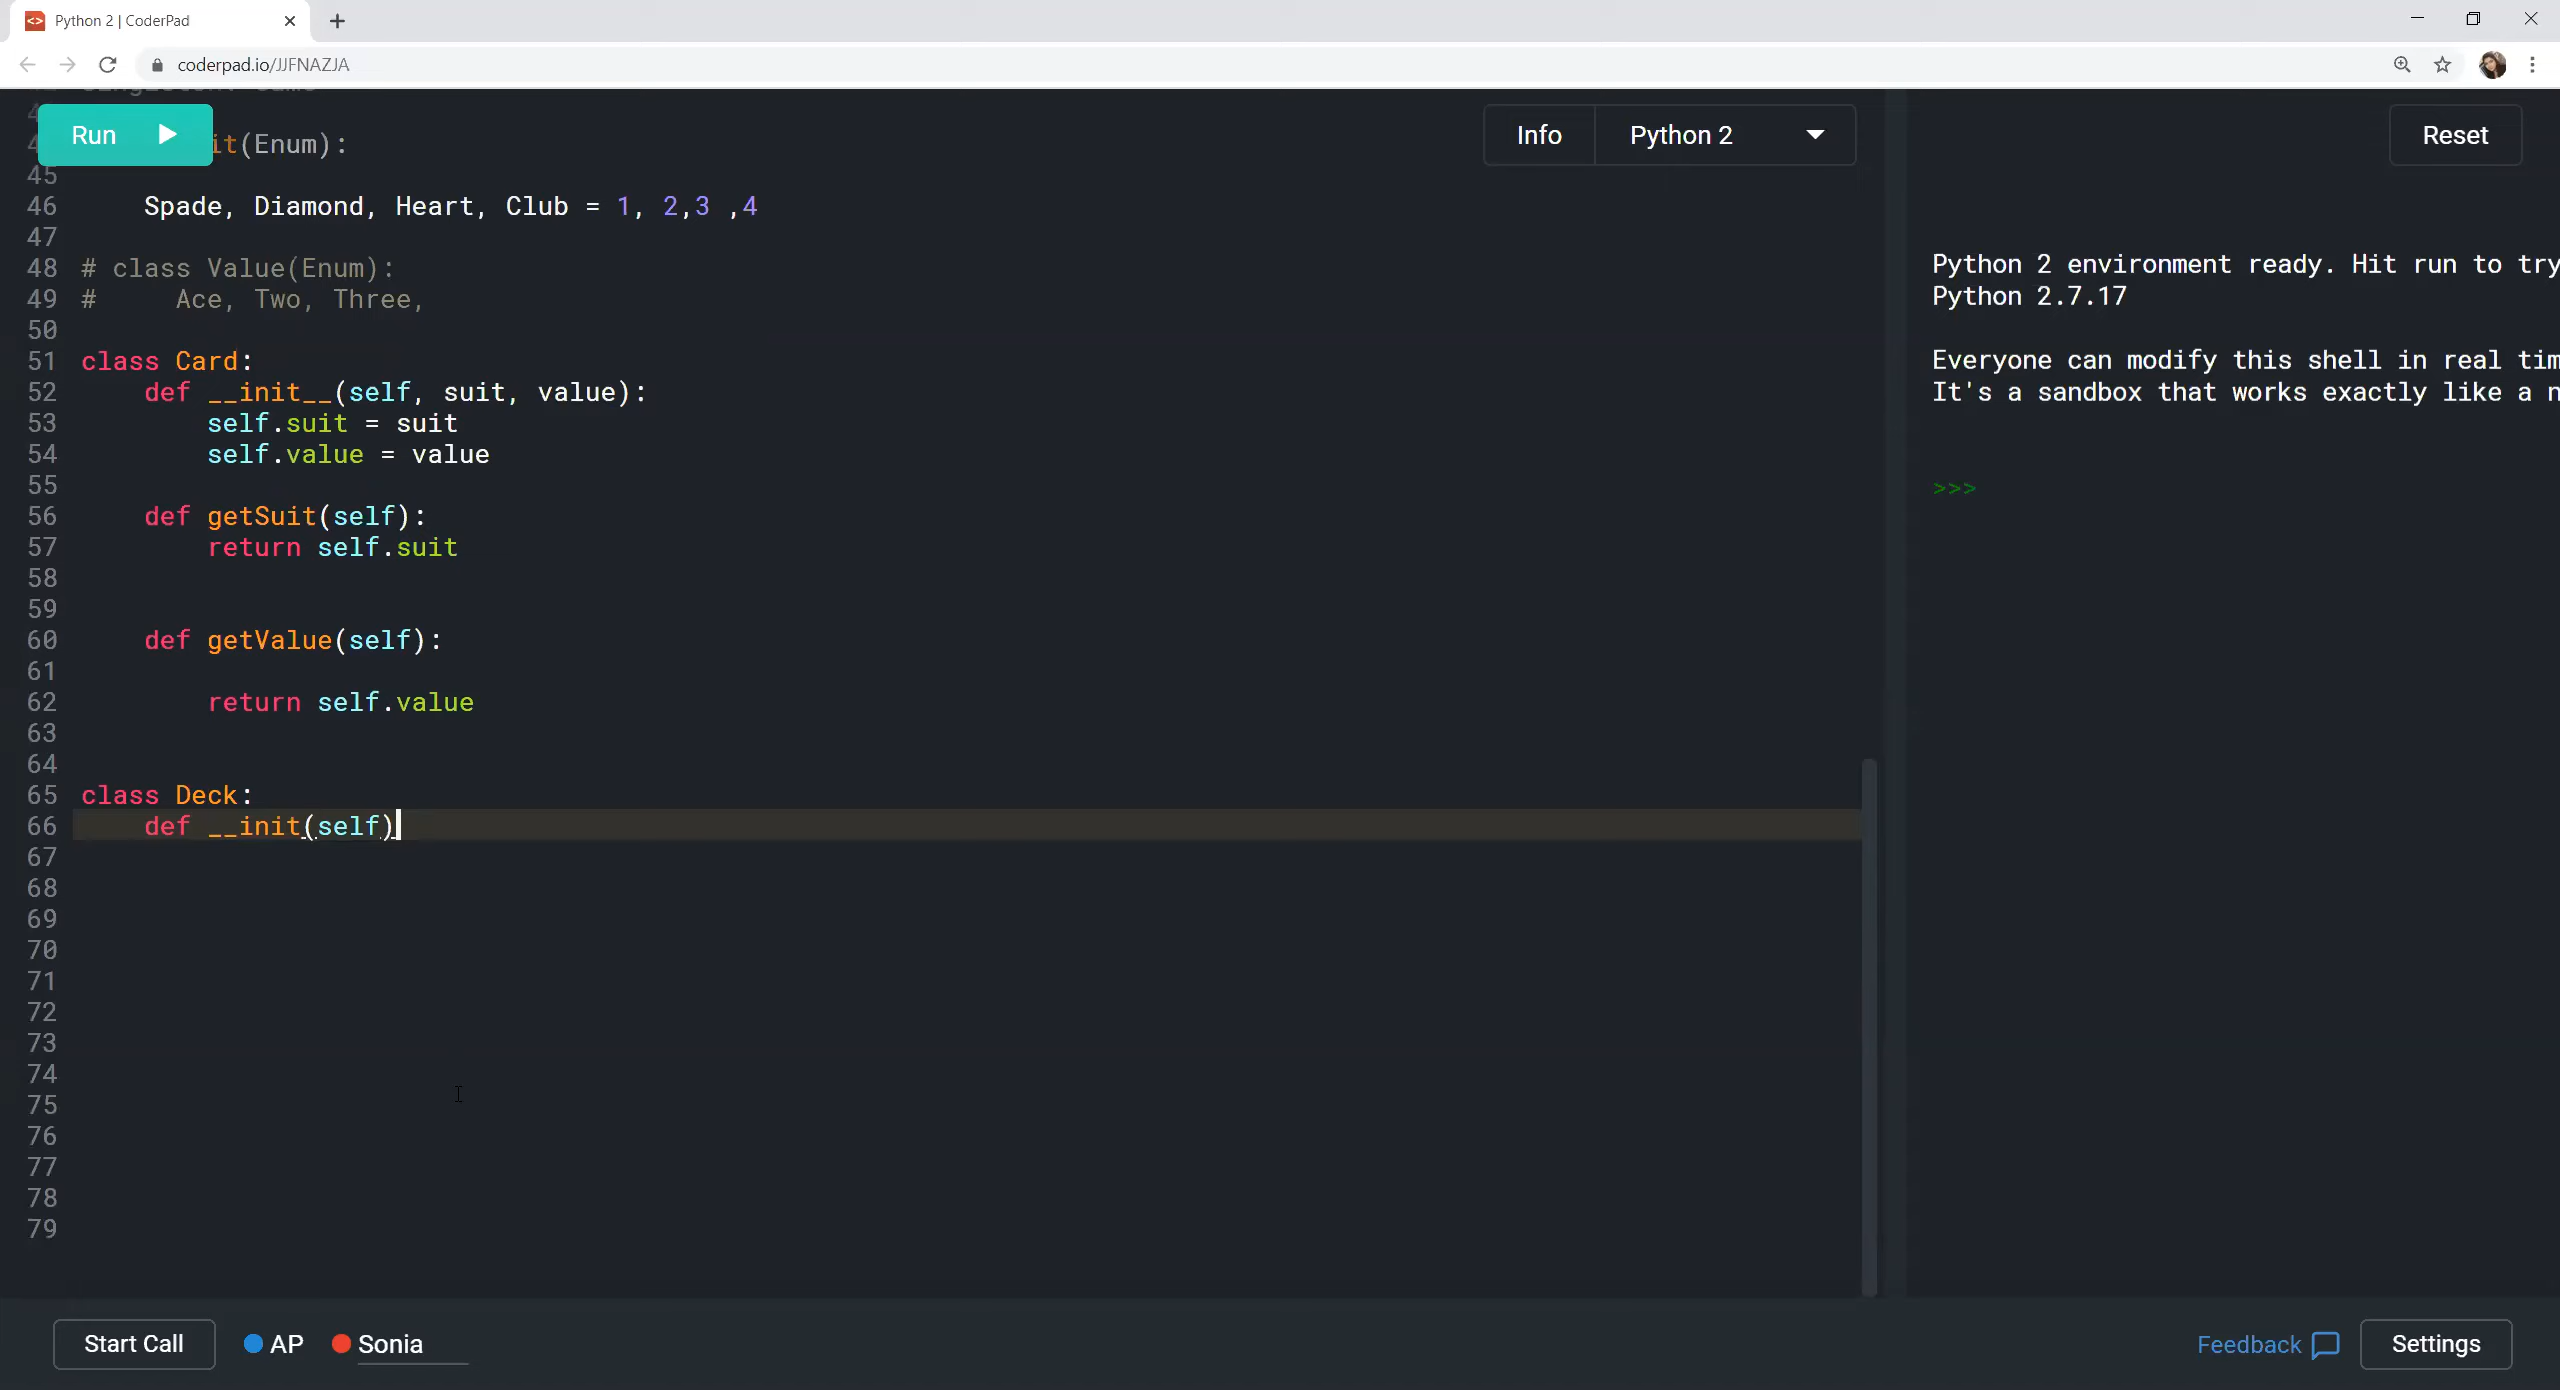 Python 2 | CoderPad
coderpad.io/JJFNAZJA
Run
Info
Python 2
Reset
it(Enum):
45
46 Spade, Diamond, Heart, Club = 1, 2,3 ,4
47
48 # class Value(Enum):
49 # Ace, Two, Three,
50
51 class Card:
52 def __init__(self, suit, value):
53 self.suit = suit
54 self.value = value
55
56 def getSuit(self):
57 return self.suit
58
59
60 def getValue(self):
61
62 return self.value
63
64
65 class Deck:
66 def __init(self)
67
68
69
70
71
72
73
74
75
76
77
78
79
Python 2 environment ready. Hit run to try
Python 2.7.17
Everyone can modify this shell in real tim
It's a sandbox that works exactly like a n
>>>
Start Call
AP
Sonia
Feedback
Settings